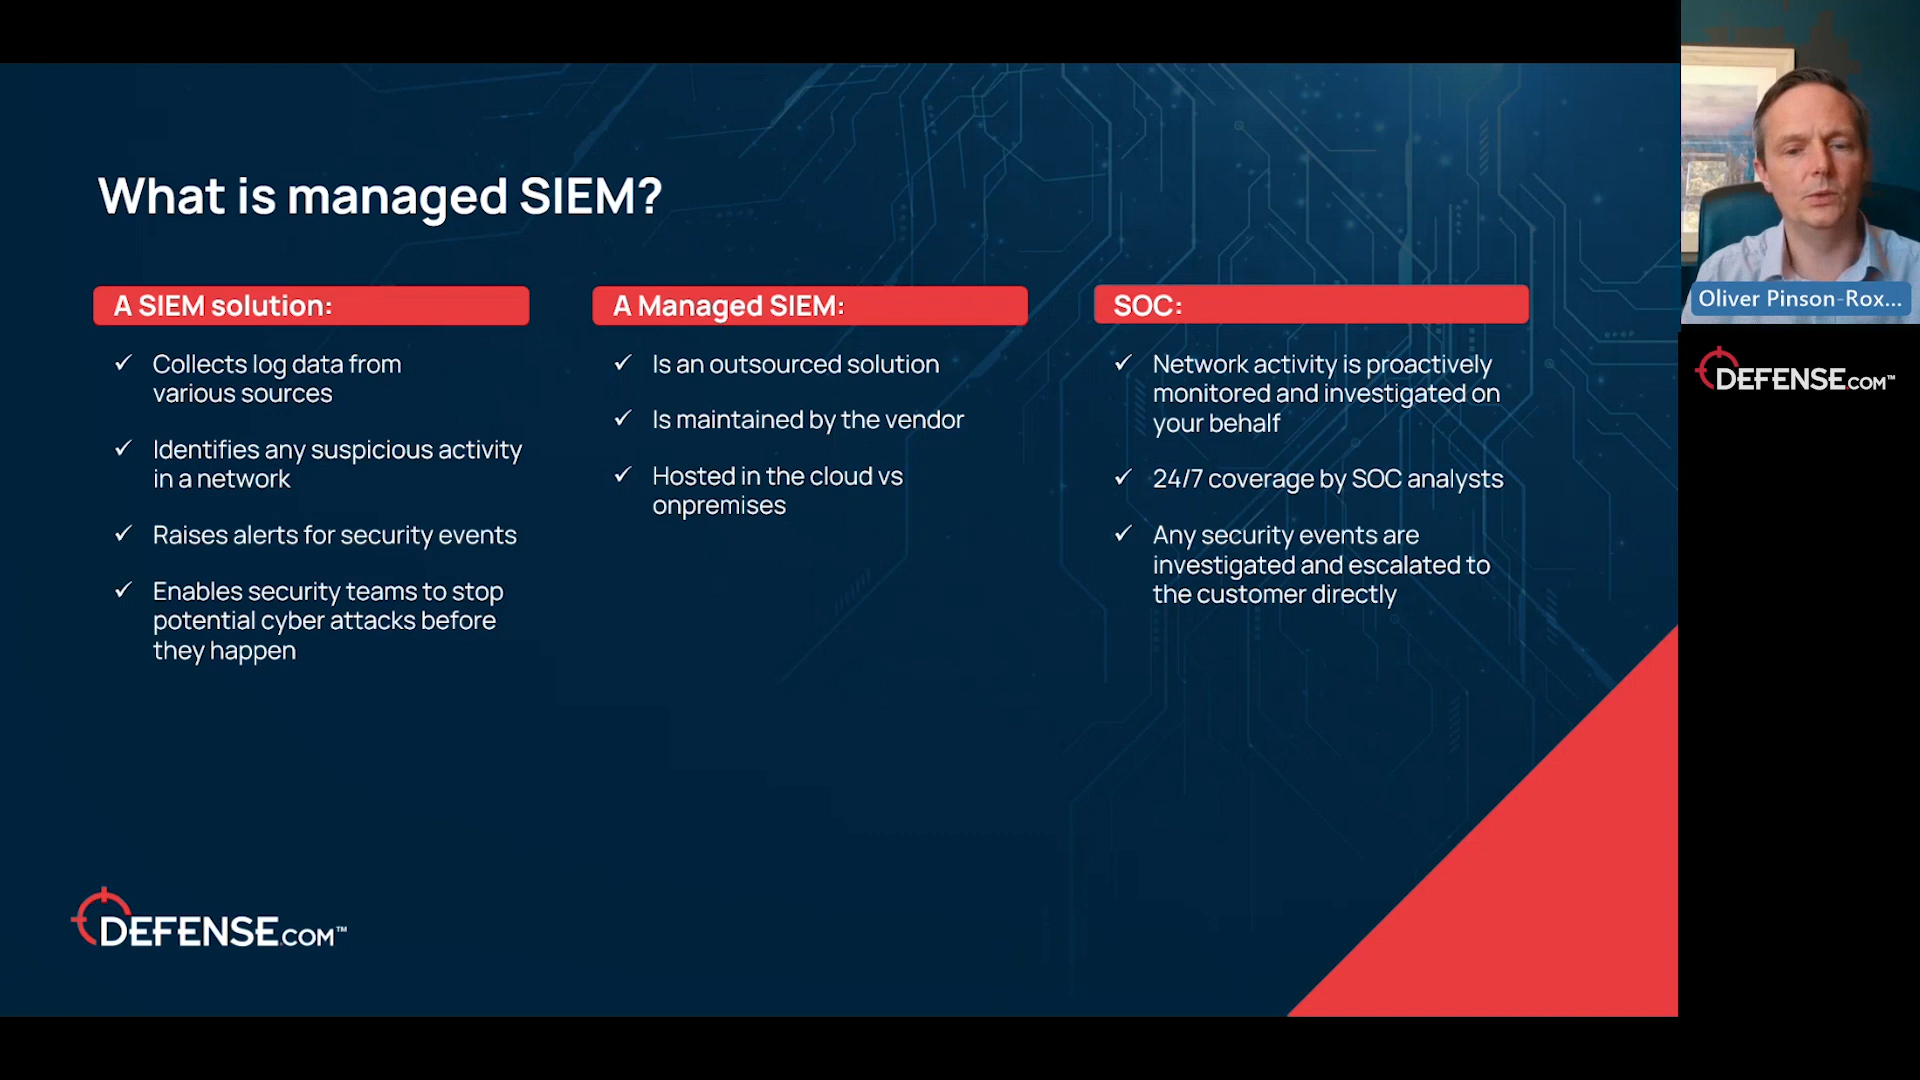 What is managed SIEM?
A SIEM solution:
✓ Collects log data from
various sources
✓ Identifies any suspicious activity
in a network
✓ Raises alerts for security events
✓ Enables security teams to stop
potential cyber attacks before
they happen
A Managed SIEM:
✓ Is an outsourced solution
✓ Is maintained by the vendor
✓ Hosted in the cloud vs
onpremises
SOC:
✓ Network activity is proactively
monitored and investigated on
your behalf
✓ 24/7 coverage by SOC analysts
✓ Any security events are
investigated and escalated to
the customer directly
DEFENSE.COM™
Oliver Pinson-Rox...
DEFENSE.COM™